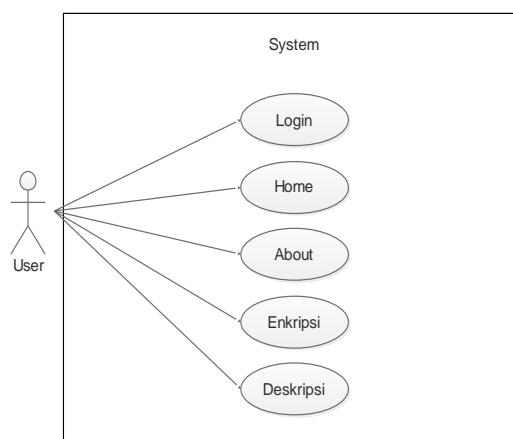 System
Login
Home
About
User
Enkripsi
Deskripsi